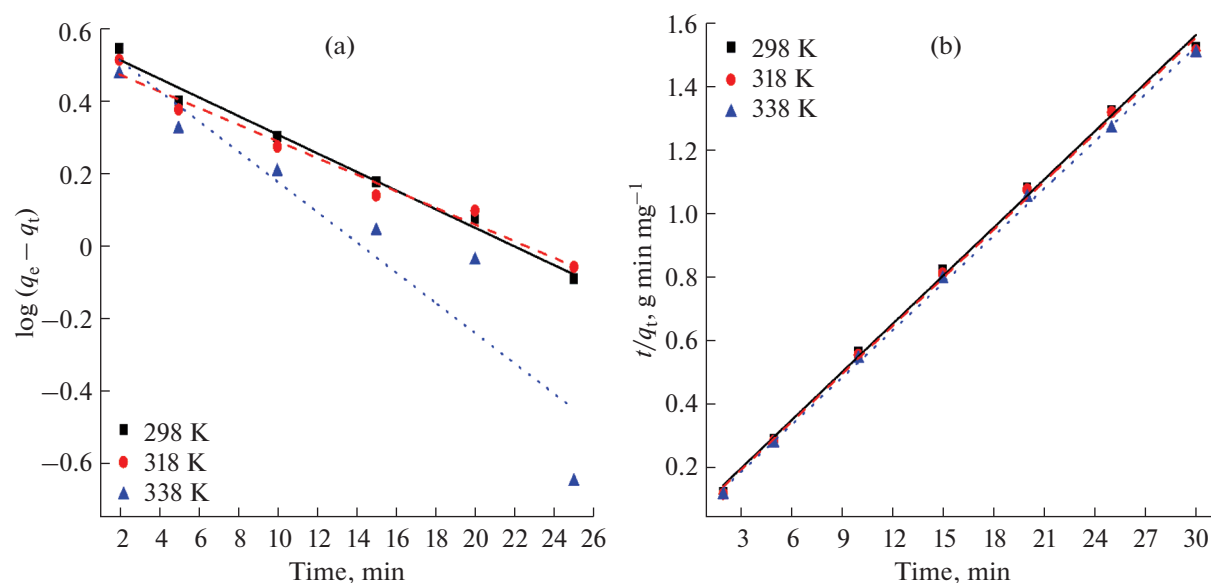 (a)
0.6
0.4
0.2
0
−0.2
−0.4
−0.6
log (qe − qt)
298 K
318 K
338 K
2 4 6 8 10 12 14 16 18 20 22 24 26
Time, min
(b)
298 K
318 K
338 K
1.6
1.4
1.2
1.0
0.8
0.6
0.4
0.2
t/qt, g min mg−1
3 6 9 12 15 18 21 24 27 30
Time, min